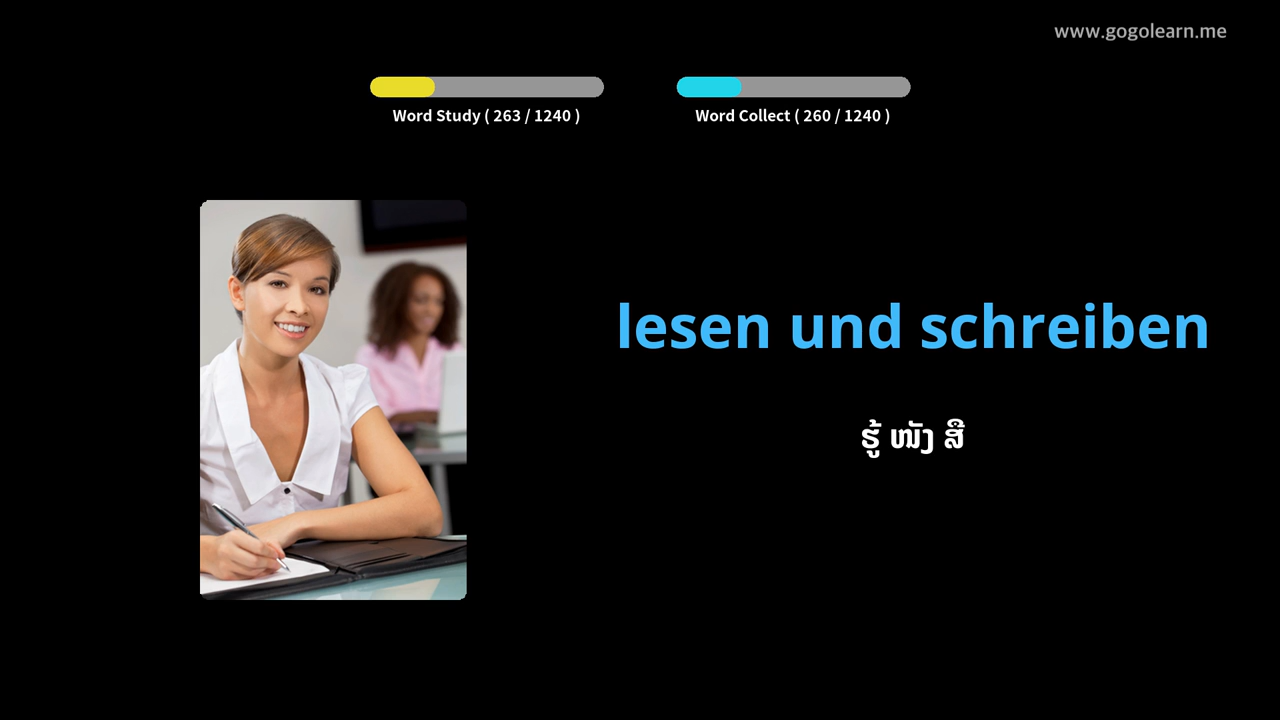 www.gogolearn.me
Word Study ( 263 / 1240 )
Word Collect ( 260 / 1240 )
lesen und schreiben
ຮູ້ ໜັງ ສື